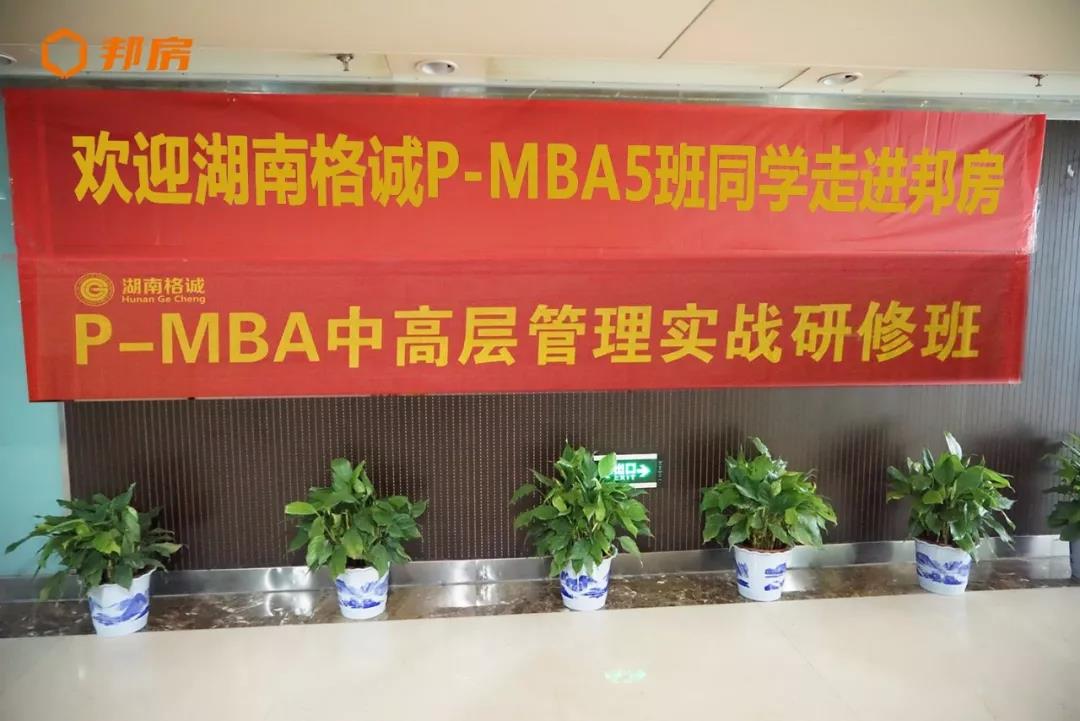 邦房
欢迎湖南格诚P-MBA5班同学走进邦房
湖南格诚
Hunan Ge Cheng
P-MBA中高层管理实战研修班
出口
EXIT